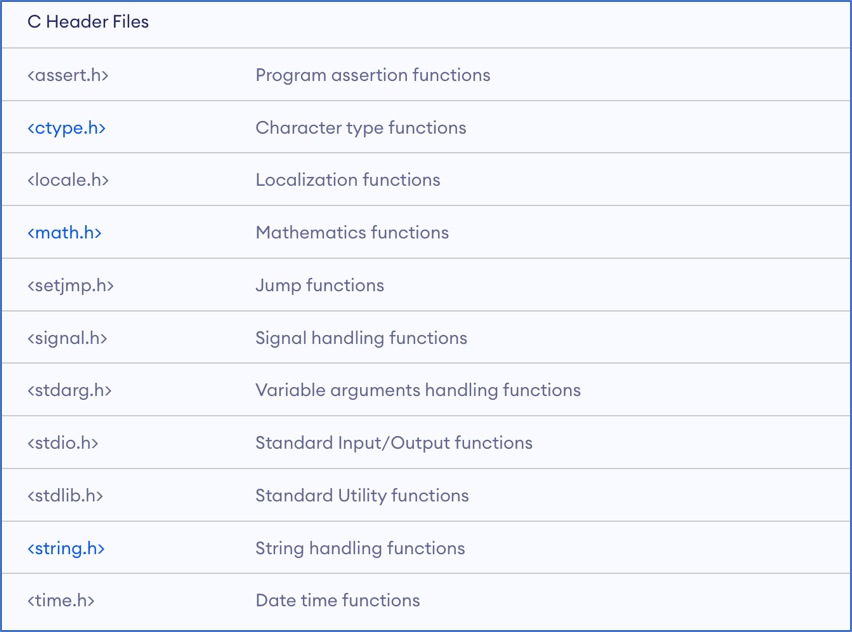 C Header Files
<assert.h> Program assertion functions
<ctype.h> Character type functions
<locale.h> Localization functions
<math.h> Mathematics functions
<setjmp.h> Jump functions
<signal.h> Signal handling functions
<stdarg.h> Variable arguments handling functions
<stdio.h> Standard Input/Output functions
<stdlib.h> Standard Utility functions
<string.h> String handling functions
<time.h> Date time functions